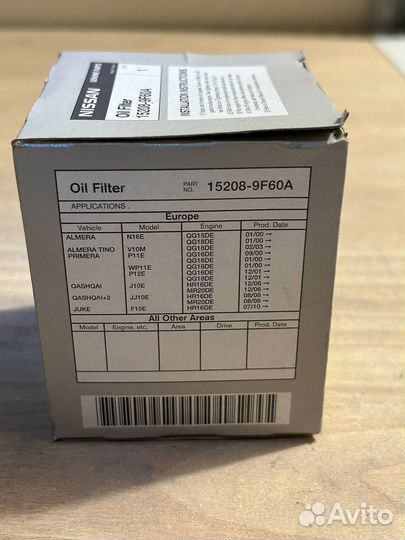 NISSAN
Oil Filter
1
15208-9F60A
INSTALLATION INSTRUCTIONS
Oil Filter PART NO. 15208-9F60A
APPLICATIONS.
Europe
Vehicle Model Engine Prod. Date
ALMERA N16E QG15DE 01/00 →
QG18DE 01/00 →
ALMERA TINO V10M QG18DE 02/03 →
PRIMERA P11E QG16DE 09/00 →
QG18DE 01/00 →
WP11E QG18DE 01/00 →
P12E QG16DE 12/01 →
QG18DE 12/01 →
QASHQAI J10E HR16DE 12/06 →
MR20DE 12/06 →
QASHQAI+2 JJ10E HR16DE 08/08 →
MR20DE 08/08 →
JUKE F15E HR16DE 07/10 →
All Other Areas
Model Engine, etc. Area Drive Prod. Date
Avito